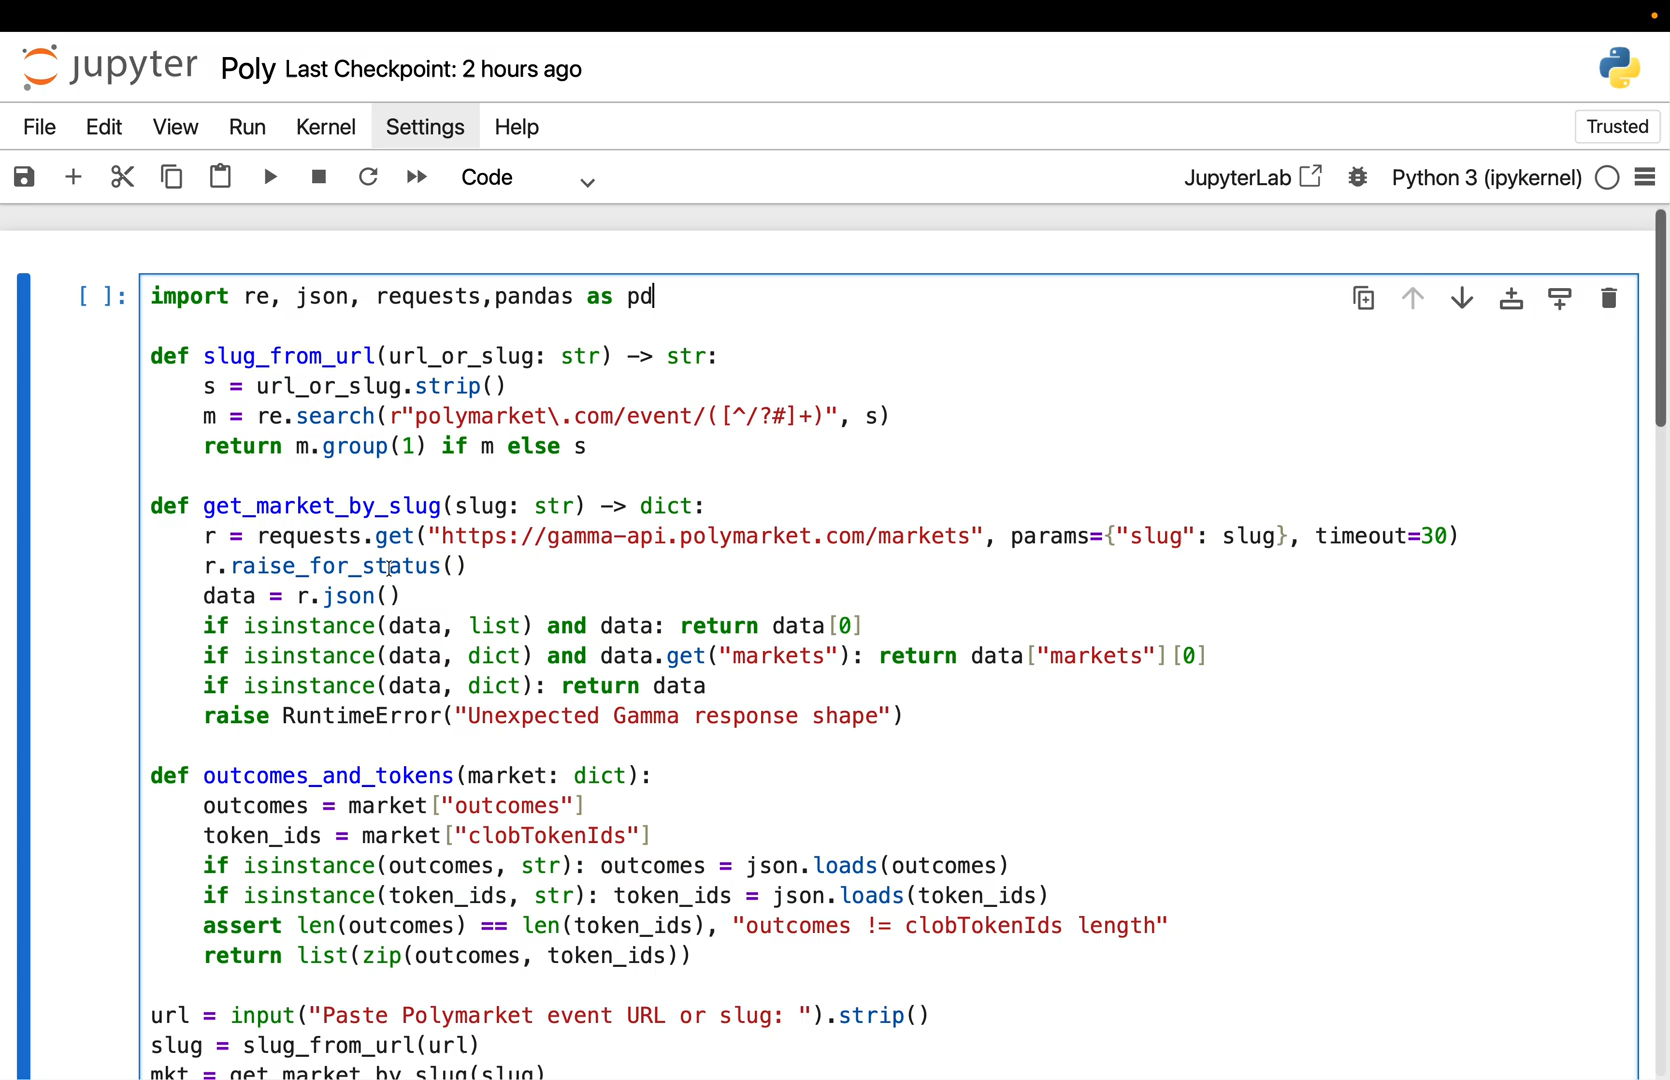 jupyter Poly Last Checkpoint: 2 hours ago
File Edit View Run Kernel Settings Help Trusted
Code JupyterLab Python 3 (ipykernel)
[ ]: import re, json, requests,pandas as pd
def slug_from_url(url_or_slug: str) -> str:
    s = url_or_slug.strip()
    m = re.search(r"polymarket\.com/event/([^/?#]+)", s)
    return m.group(1) if m else s
def get_market_by_slug(slug: str) -> dict:
    r = requests.get("https://gamma-api.polymarket.com/markets", params={"slug": slug}, timeout=30)
    r.raise_for_status()
    data = r.json()
    if isinstance(data, list) and data: return data[0]
    if isinstance(data, dict) and data.get("markets"): return data["markets"][0]
    if isinstance(data, dict): return data
    raise RuntimeError("Unexpected Gamma response shape")
def outcomes_and_tokens(market: dict):
    outcomes = market["outcomes"]
    token_ids = market["clobTokenIds"]
    if isinstance(outcomes, str): outcomes = json.loads(outcomes)
    if isinstance(token_ids, str): token_ids = json.loads(token_ids)
    assert len(outcomes) == len(token_ids), "outcomes != clobTokenIds length"
    return list(zip(outcomes, token_ids))
url = input("Paste Polymarket event URL or slug: ").strip()
slug = slug_from_url(url)
mkt = get_market_by_slug(slug)